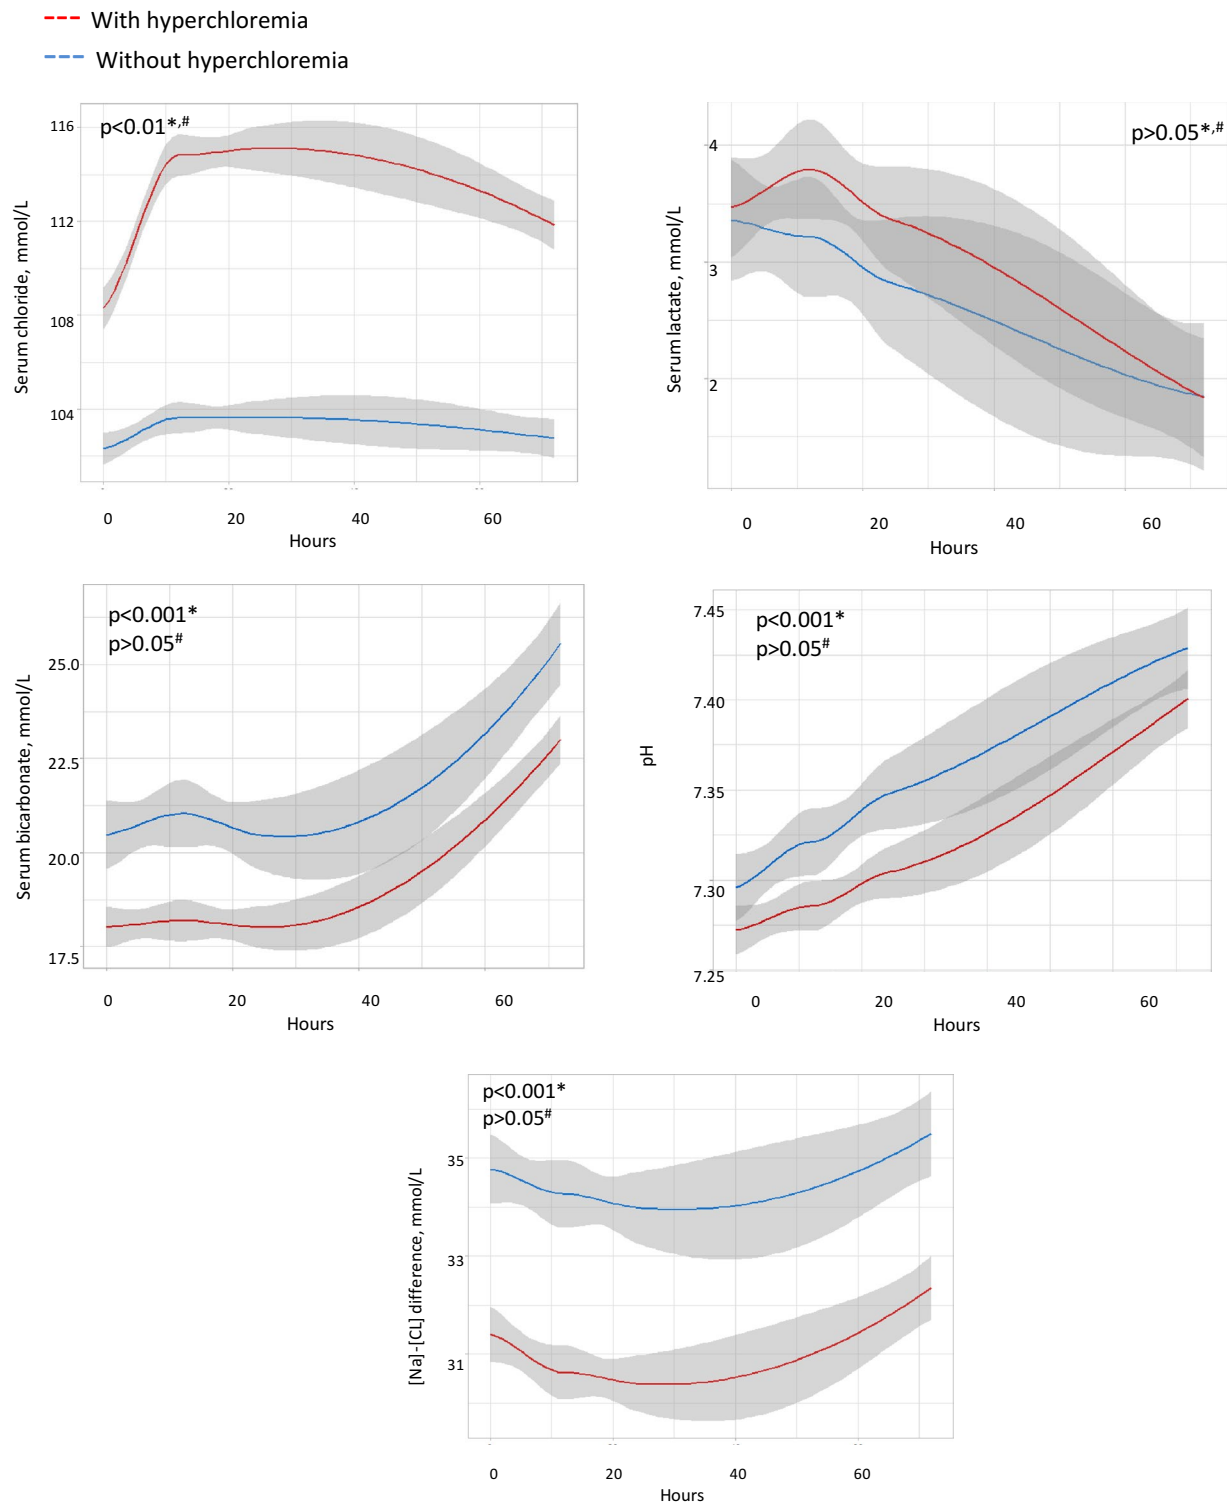 With hyperchloremia
Without hyperchloremia
p<0.01*,#
Serum chloride, mmol/L
116
112
108
104
0 20 40 60
Hours
p>0.05*,#
Serum lactate, mmol/L
4
3
2
0 20 40 60
Hours
p<0.001*
p>0.05#
Serum bicarbonate, mmol/L
25.0
22.5
20.0
17.5
0 20 40 60
Hours
p<0.001*
p>0.05#
pH
7.45
7.40
7.35
7.30
7.25
0 20 40 60
Hours
p<0.001*
p>0.05#
[Na]-[CL] difference, mmol/L
35
33
31
0 20 40 60
Hours